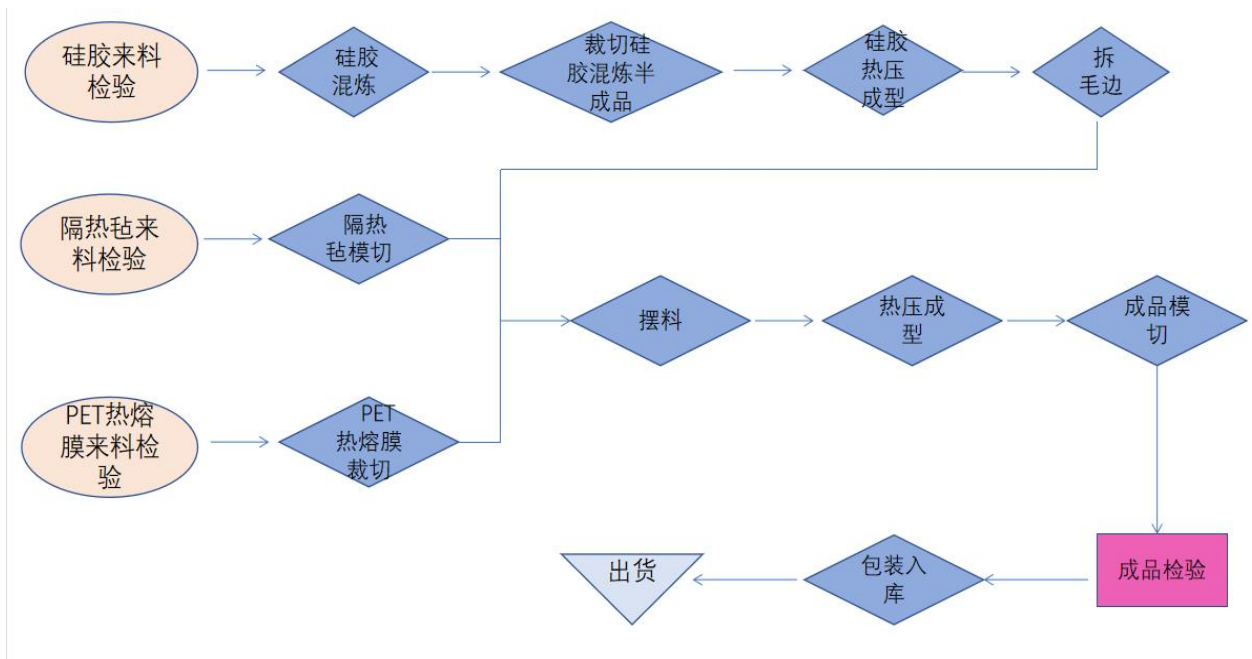 硅胶来料
检验
硅胶
混炼
裁切硅
胶混炼半
成品
硅胶
热压
成型
拆
毛边
隔热毡来
料检验
隔热
毡模切
摆料
热压成
型
成品模
切
PET热熔
膜来料检
验
PET
热熔膜
裁切
出货
包装入
库
成品检验